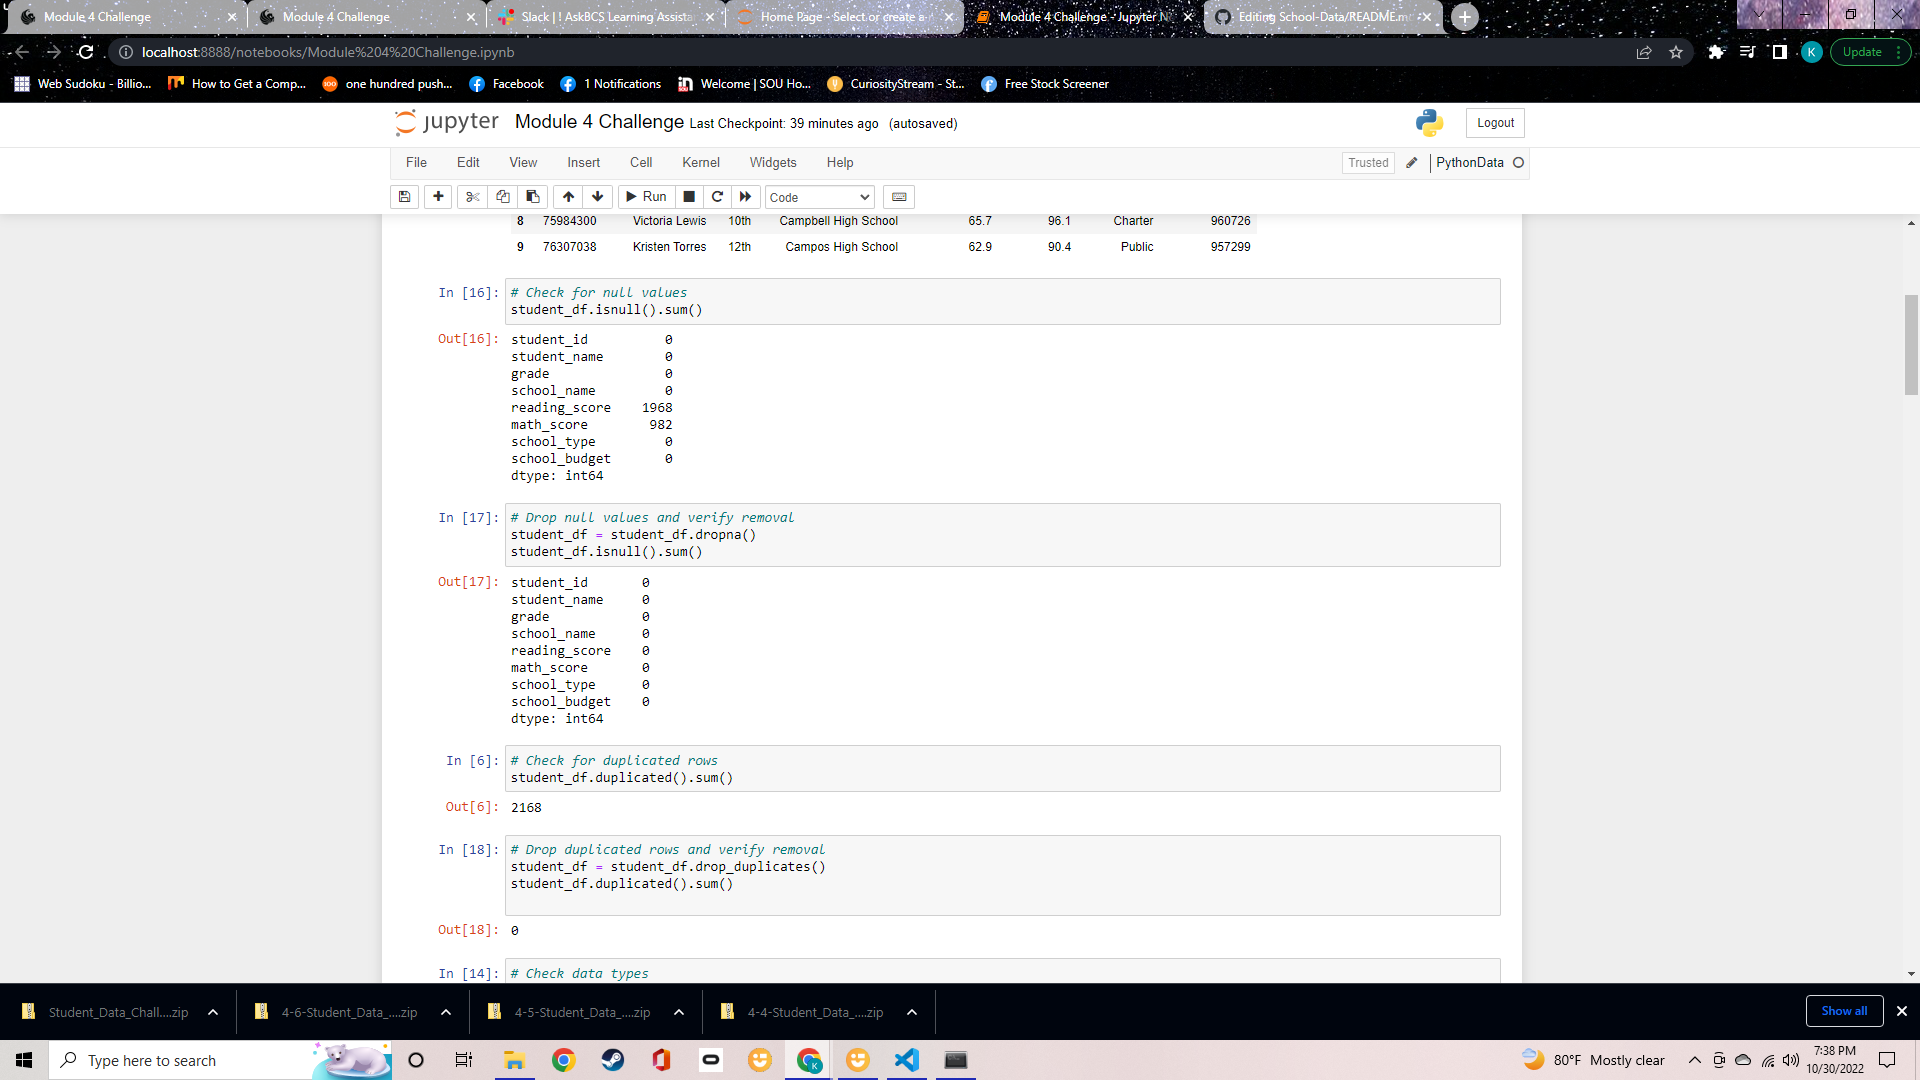 Module 4 Challenge
Module 4 Challenge
Slack | ! AskBCS Learning Assista
Home Page - Select or create a
Module 4 Challenge - Jupyter N
Editing School-Data/README.m
localhost:8888/notebooks/Module%204%20Challenge.ipynb
K
Update
Web Sudoku - Billio...
How to Get a Comp...
one hundred push...
Facebook
1 Notifications
Welcome | SOU Ho...
CuriosityStream - St...
Free Stock Screener
jupyter Module 4 Challenge Last Checkpoint: 39 minutes ago (autosaved)
Logout
File Edit View Insert Cell Kernel Widgets Help
Trusted
PythonData
Run
Code
8 75984300 Victoria Lewis 10th Campbell High School 65.7 96.1 Charter 960726
9 76307038 Kristen Torres 12th Campos High School 62.9 90.4 Public 957299
In [16]: # Check for null values
student_df.isnull().sum()
Out[16]: student_id 0
student_name 0
grade 0
school_name 0
reading_score 1968
math_score 982
school_type 0
school_budget 0
dtype: int64
In [17]: # Drop null values and verify removal
student_df = student_df.dropna()
student_df.isnull().sum()
Out[17]: student_id 0
student_name 0
grade 0
school_name 0
reading_score 0
math_score 0
school_type 0
school_budget 0
dtype: int64
In [6]: # Check for duplicated rows
student_df.duplicated().sum()
Out[6]: 2168
In [18]: # Drop duplicated rows and verify removal
student_df = student_df.drop_duplicates()
student_df.duplicated().sum()
Out[18]: 0
In [14]: # Check data types
Student_Data_Chall....zip
4-6-Student_Data_....zip
4-5-Student_Data_....zip
4-4-Student_Data_....zip
Show all
Type here to search
80°F Mostly clear
7:38 PM
10/30/2022